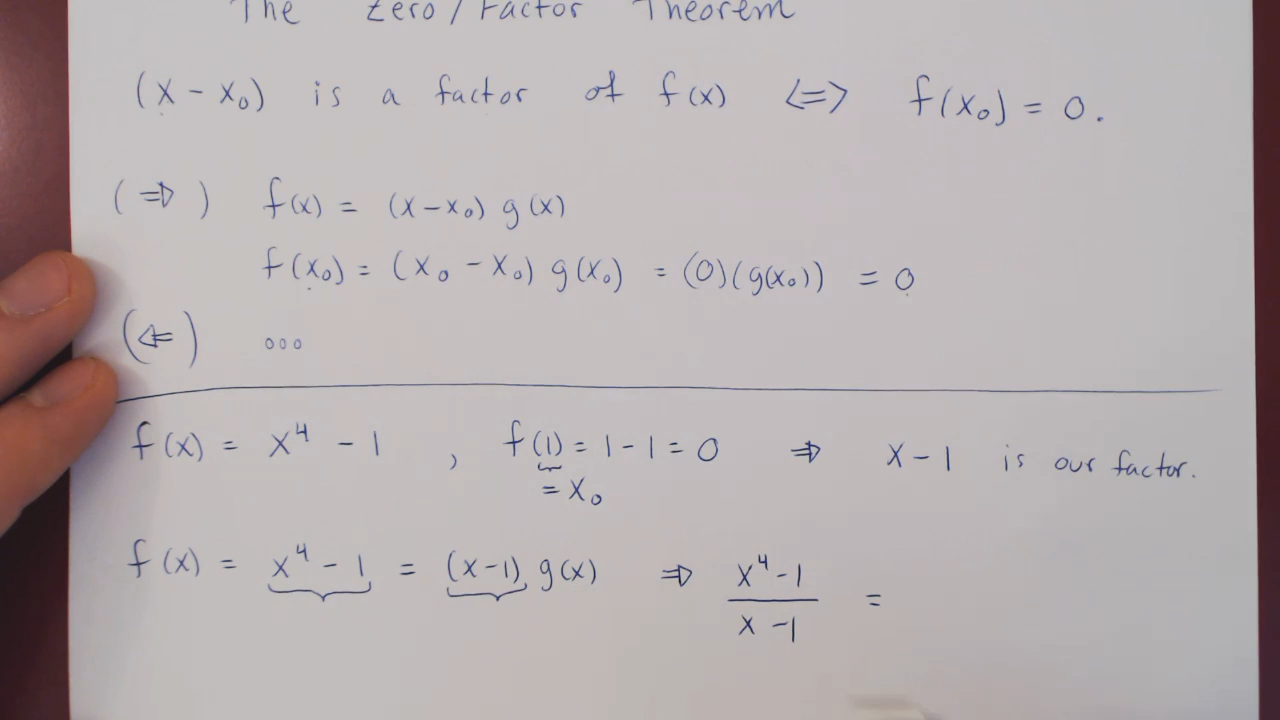 The Zero/Factor Theorem
(x - x₀) is a factor of f(x) <=> f(x₀) = 0.
(⇒) f(x) = (x-x₀) g(x)
f(x₀) = (x₀ - x₀) g(x₀) = (0)(g(x₀)) = 0
(⇐) ...
f(x) = x⁴ - 1 , f(1) = 1 - 1 = 0 ⇒ x - 1 is our factor.
= x₀
f(x) = x⁴ - 1 = (x-1) g(x) ⇒ x⁴-1 / x-1 =